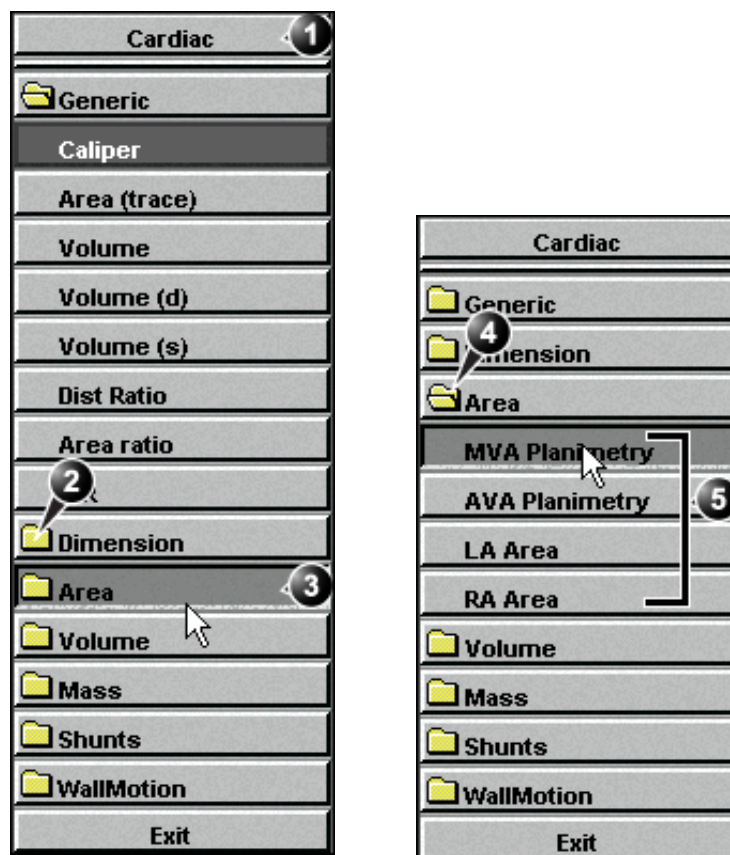 Cardiac
1
Generic
Caliper
Area (trace)
Volume
Volume (d)
Volume (s)
Dist Ratio
Area ratio
2
Dimension
Area
3
Volume
Mass
Shunts
WallMotion
Exit
Cardiac
Generic
4
mension
Area
MVA Planimetry
AVA Planimetry
5
LA Area
RA Area
Volume
Mass
Shunts
WallMotion
Exit